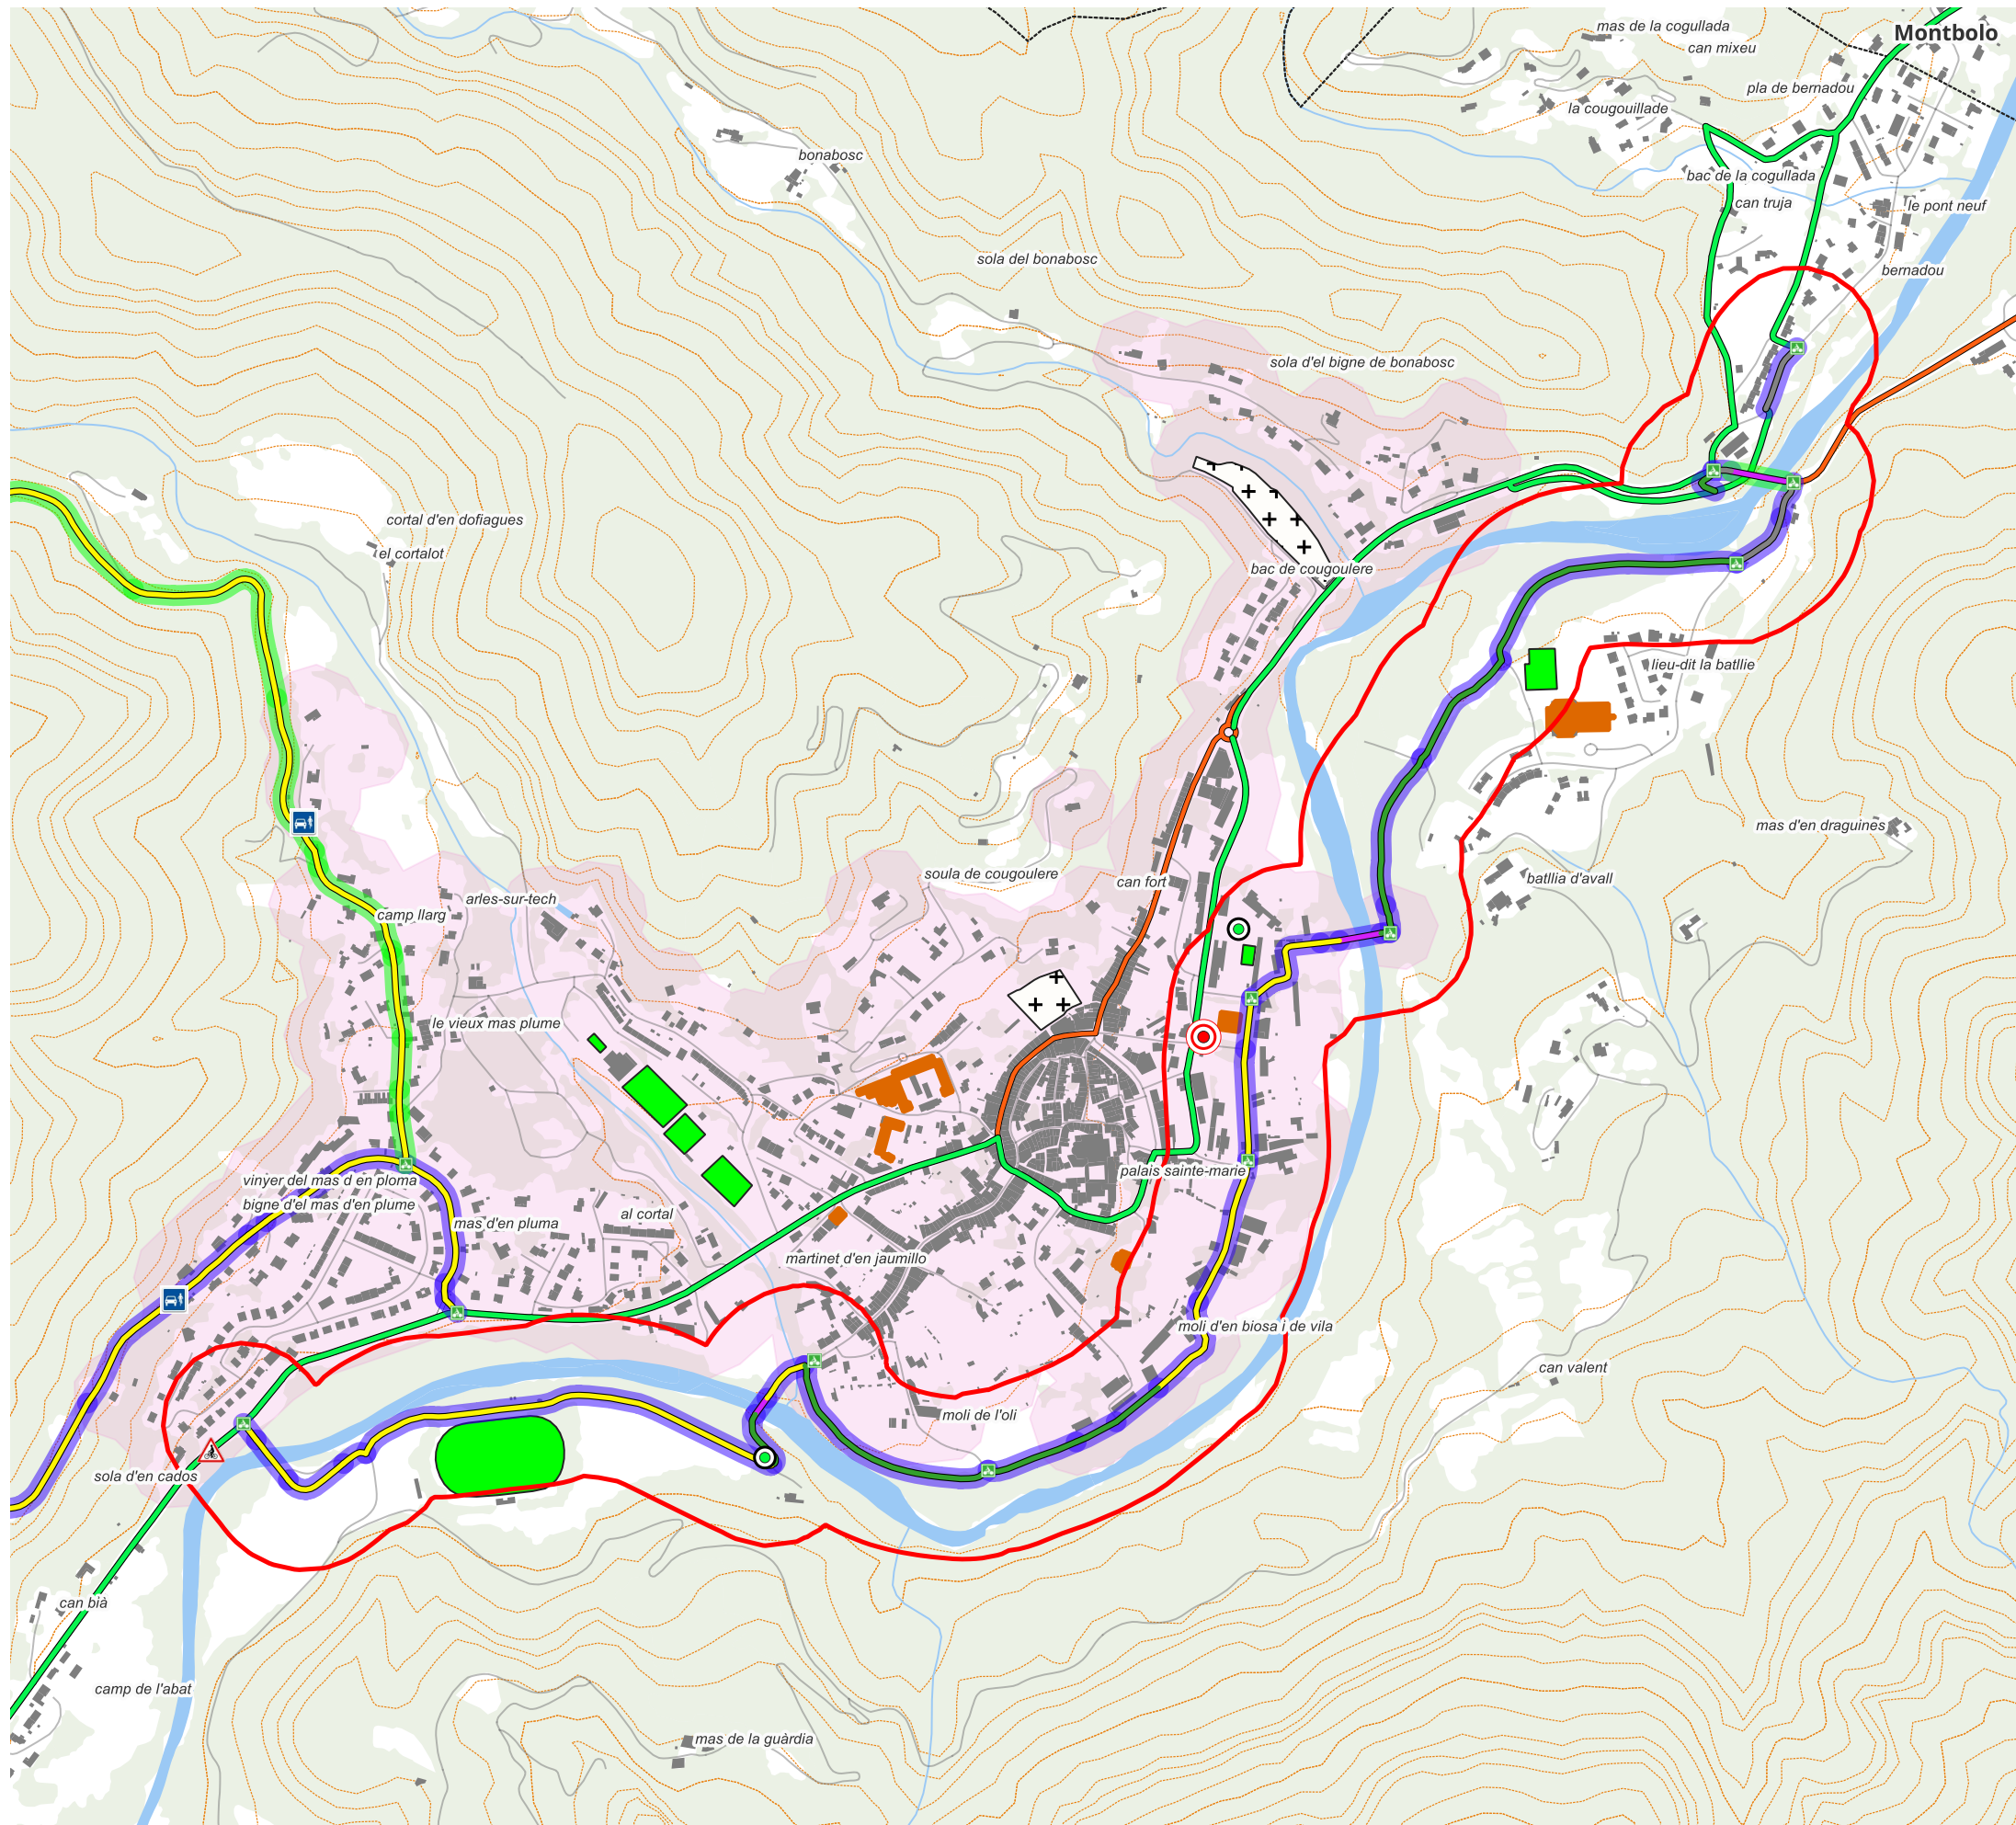 mas de la cogullada
Montbolo
can mixeu
pla de bernadou
la cougouillade
bonabosc
bac de la cogullada
can truja
le pont neuf
sola del bonabosc
bernadou
sola d'el bigne de bonabosc
cortal d'en dofiagues
el cortalot
bac de cougoulere
lieu-dit la batllie
mas d'en draguines
soula de cougoulere
can fort
batllia d'avall
arles-sur-tech
camp llarg
le vieux mas plume
palais sainte-marie
vinyer del mas d en ploma
bigne d'el mas d'en plume
mas d'en pluma
al cortal
martinet d'en jaumillo
moli d'en biosa i de vila
can valent
moli de l'oli
sola d'en cados
can bià
camp de l'abat
mas de la guàrdia